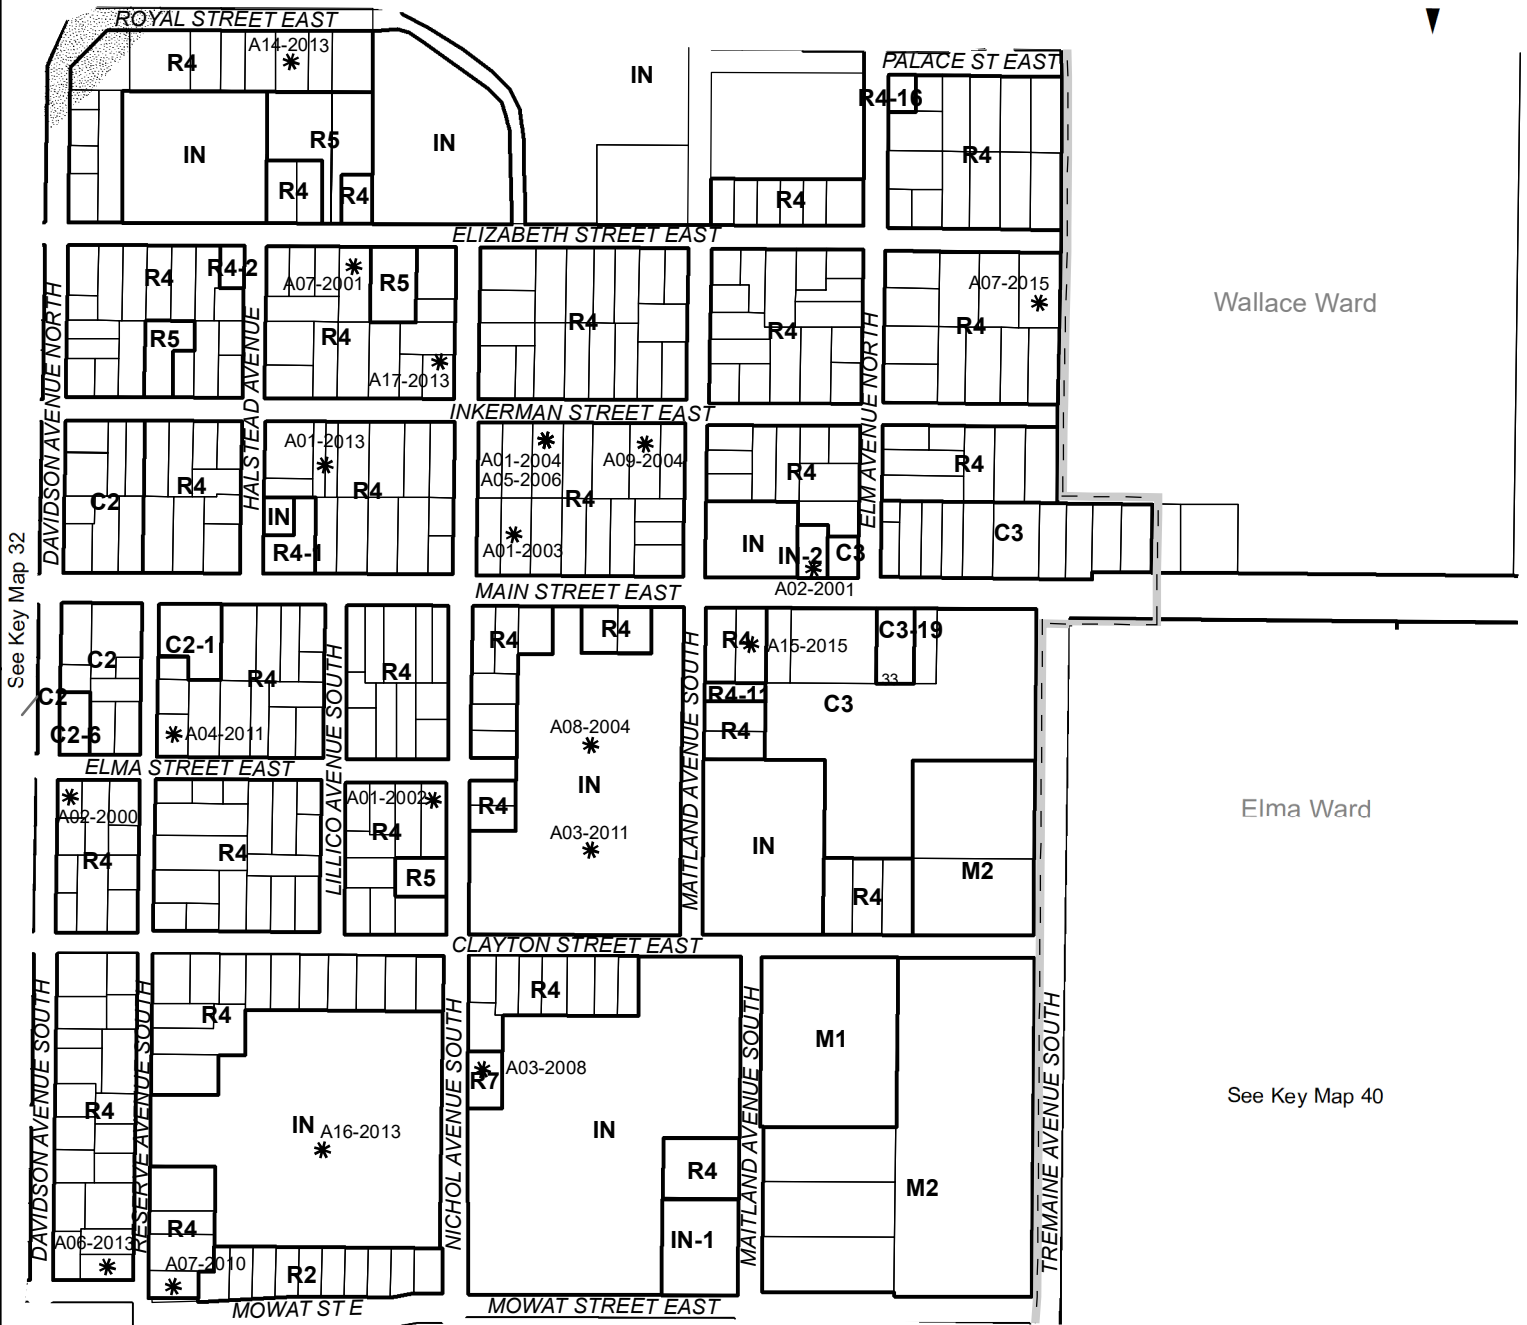 ROYAL STREET EAST
A14-2013
R4
IN
PALACE ST EAST
R4-16
R5
IN
IN
R4
R4
R4
R4
ELIZABETH STREET EAST
R4
R4-2
A07-2001
R5
A07-2015
Wallace Ward
DAVIDSON AVENUE NORTH
HALSTEAD AVENUE
ELM AVENUE NORTH
R5
R4
R4
R4
R4
A17-2013
INKERMAN STREET EAST
A01-2013
A01-2004
A05-2006
A09-2004
R4
R4
C2
R4
R4
R4
IN
R4-1
A01-2003
IN
IN-2
C3
C3
A02-2001
See Key Map 32
MAIN STREET EAST
C2-1
R4
R4
R4
A15-2015
C3-19
33
C2
R4
R4
R4-11
C2
C3
C2-6
A04-2011
A08-2004
R4
LILLICO AVENUE SOUTH
MAITLAND AVENUE SOUTH
ELMA STREET EAST
IN
A02-2000
A01-2002
R4
Elma Ward
R4
R4
R4
A03-2011
IN
R5
R4
M2
CLAYTON STREET EAST
DAVIDSON AVENUE SOUTH
RESERVE AVENUE SOUTH
NICHOL AVENUE SOUTH
MAITLAND AVENUE SOUTH
TREMAINE AVENUE SOUTH
R4
R4
M1
A03-2008
R7
See Key Map 40
R4
IN
A16-2013
IN
R4
M2
R4
IN-1
A06-2013
A07-2010
R2
MOWAT ST E
MOWAT STREET EAST